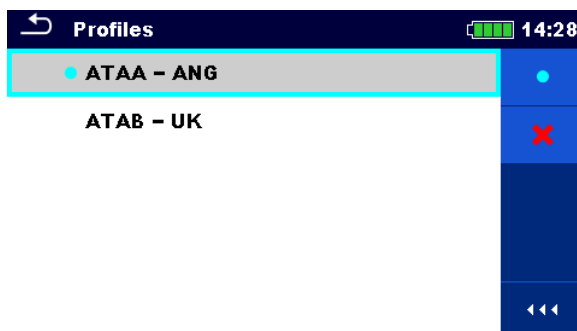 Profiles 14:28
ATAA – ANG
ATAB – UK